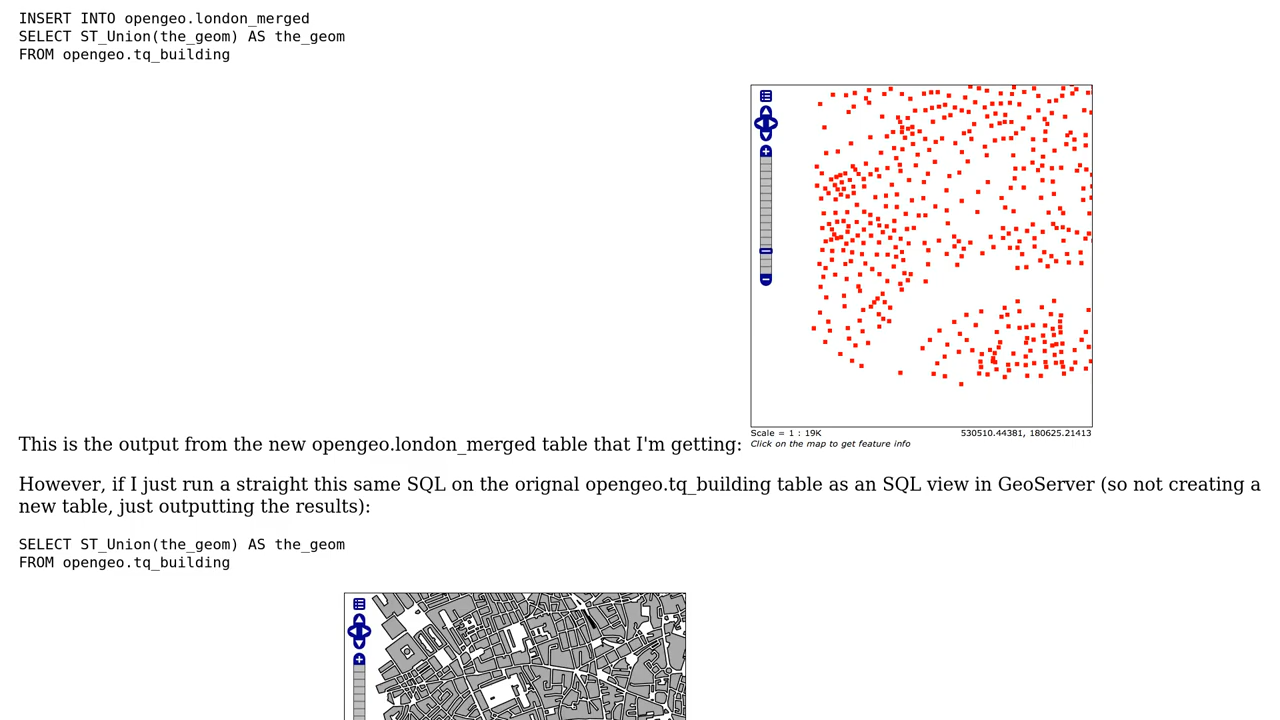 INSERT INTO opengeo.london_merged
SELECT ST_Union(the_geom) AS the_geom
FROM opengeo.tq_building
Scale = 1 : 19K
530510.44381, 180625.21413
Click on the map to get feature info
This is the output from the new opengeo.london_merged table that I'm getting:
However, if I just run a straight this same SQL on the orignal opengeo.tq_building table as an SQL view in GeoServer (so not creating a
new table, just outputting the results):
SELECT ST_Union(the_geom) AS the_geom
FROM opengeo.tq_building